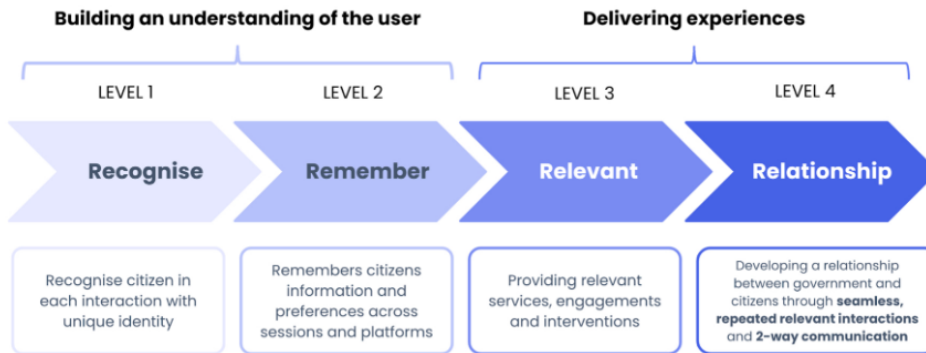 Building an understanding of the user
Delivering experiences
LEVEL 1
LEVEL 2
LEVEL 3
LEVEL 4
Recognise
Remember
Relevant
Relationship
Recognise citizen in
each interaction with
unique identity
Remembers citizens
information and
preferences across
sessions and platforms
Providing relevant
services, engagements
and interventions
Developing a relationship
between government and
citizens through seamless,
repeated relevant interactions
and 2-way communication